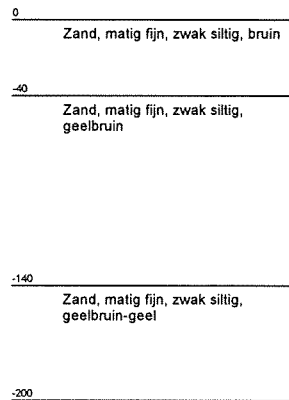 0
Zand, matig fijn, zwak siltig, bruin
-40
Zand, matig fijn, zwak siltig,
geelbruin
-140
Zand, matig fijn, zwak siltig,
geelbruin-geel
-200